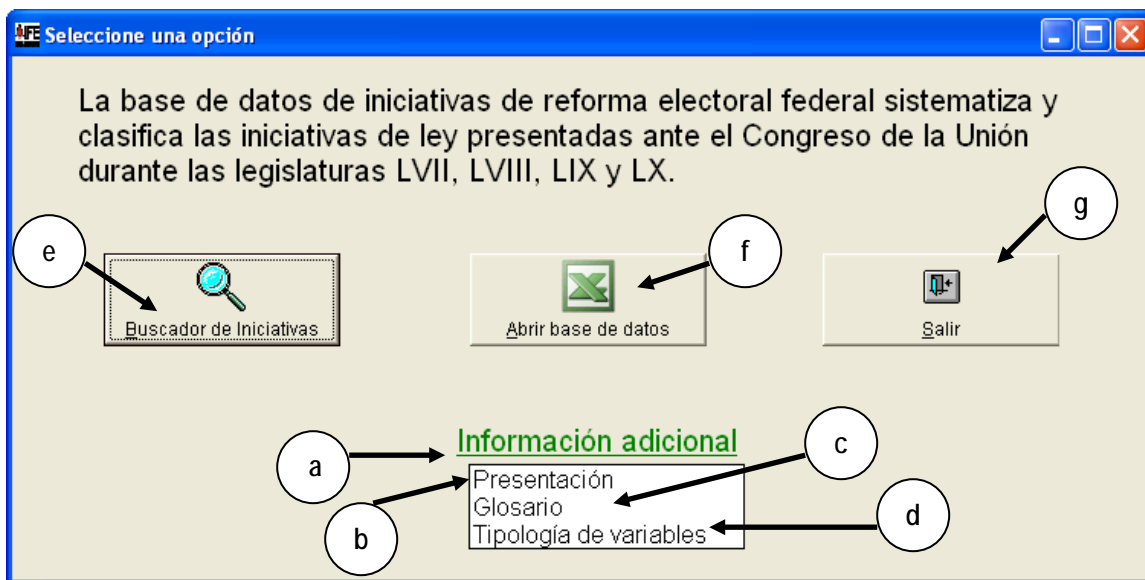 IFE Seleccione una opción
La base de datos de iniciativas de reforma electoral federal sistematiza y
clasifica las iniciativas de ley presentadas ante el Congreso de la Unión
durante las legislaturas LVII, LVIII, LIX y LX.
e
f
g
Buscador de Iniciativas
Abrir base de datos
Salir
a
Información adicional
c
Presentación
Glosario
Tipología de variables
b
d